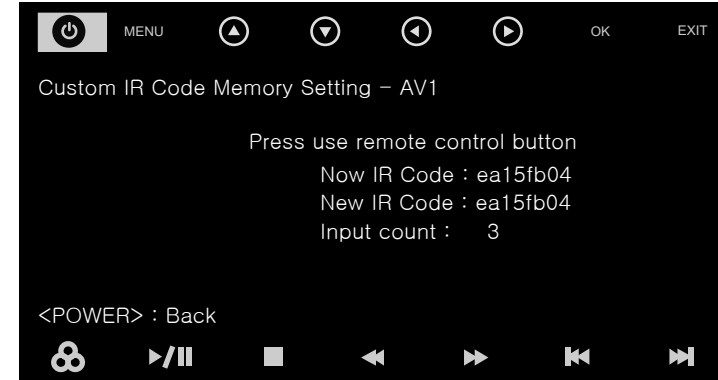 MENU OK EXIT
Custom IR Code Memory Setting - AV1
Press use remote control button
Now IR Code : ea15fb04
New IR Code : ea15fb04
Input count : 3
<POWER> : Back